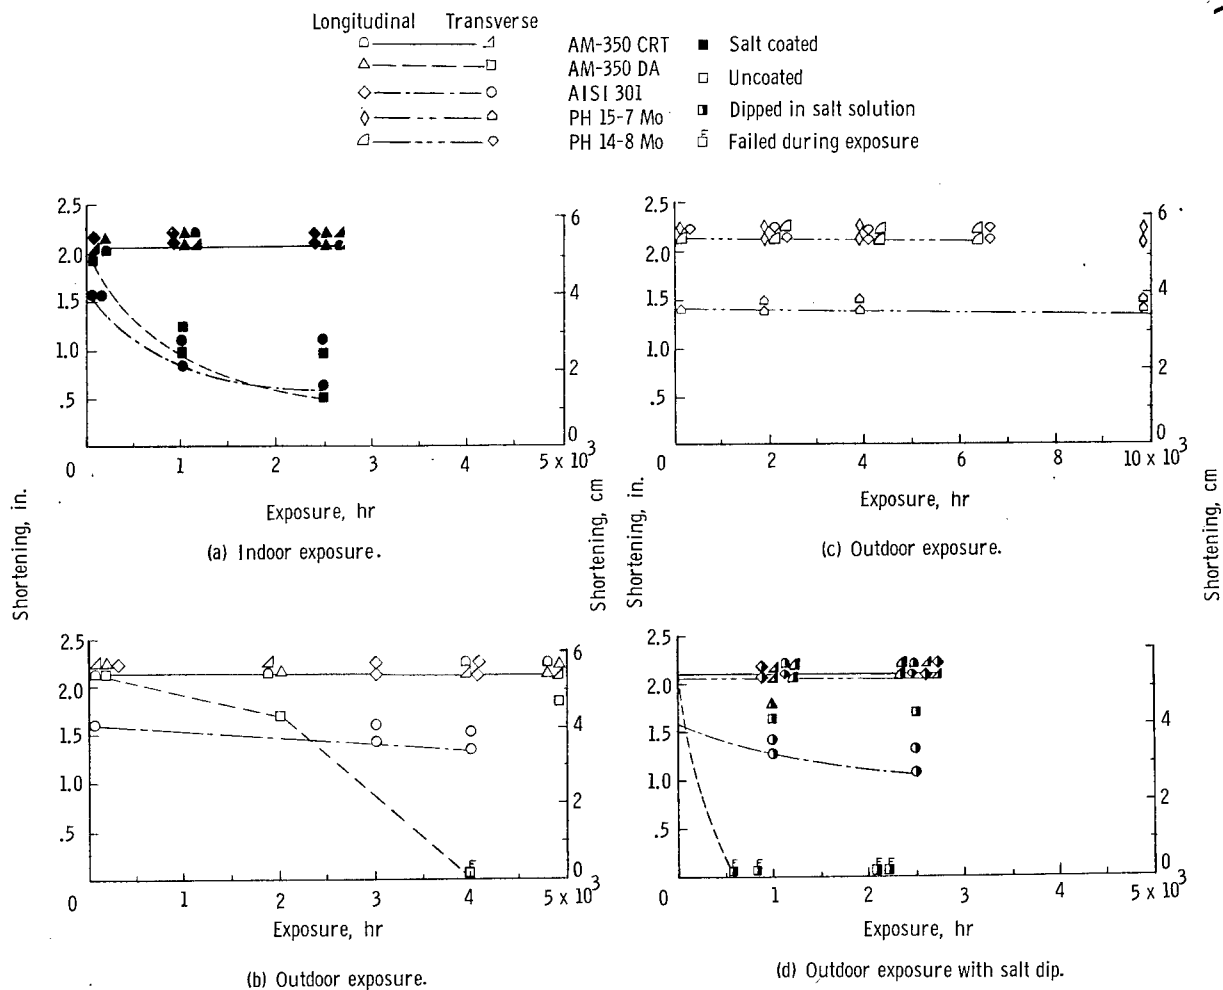 Longitudinal Transverse
AM-350 CRT
AM-350 DA
AISI 301
PH 15-7 Mo
PH 14-8 Mo
Salt coated
Uncoated
Dipped in salt solution
F
Failed during exposure
Shortening, in.
2.5
2.0
1.5
1.0
.5
0 1 2 3 4 5 x 10³
6
4
2
0
Shortening, cm
Exposure, hr
(a) Indoor exposure.
Shortening, in.
2.5
2.0
1.5
1.0
.5
0 2 4 6 8 10 x 10³
6
4
2
0
Shortening, cm
Exposure, hr
(c) Outdoor exposure.
2.5
2.0
1.5
1.0
.5
0 1 2 3 4 5 x 10³
6
4
2
0
F
Exposure, hr
(b) Outdoor exposure.
2.5
2.0
1.5
1.0
.5
0 1 2 3 4 5 x 10³
6
4
2
0
F F F F
Exposure, hr
(d) Outdoor exposure with salt dip.